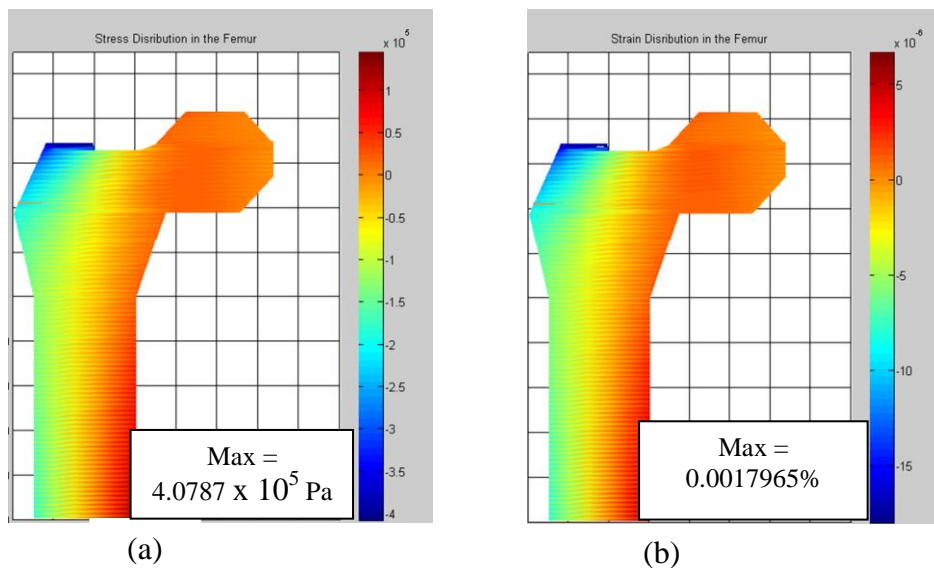 Stress Disribution in the Femur
x 10^5
1
0.5
0
-0.5
-1
-1.5
-2
-2.5
-3
-3.5
-4
Max =
4.0787 x 10^5 Pa
(a)
Strain Disribution in the Femur
x 10^-6
5
0
-5
-10
-15
Max =
0.0017965%
(b)